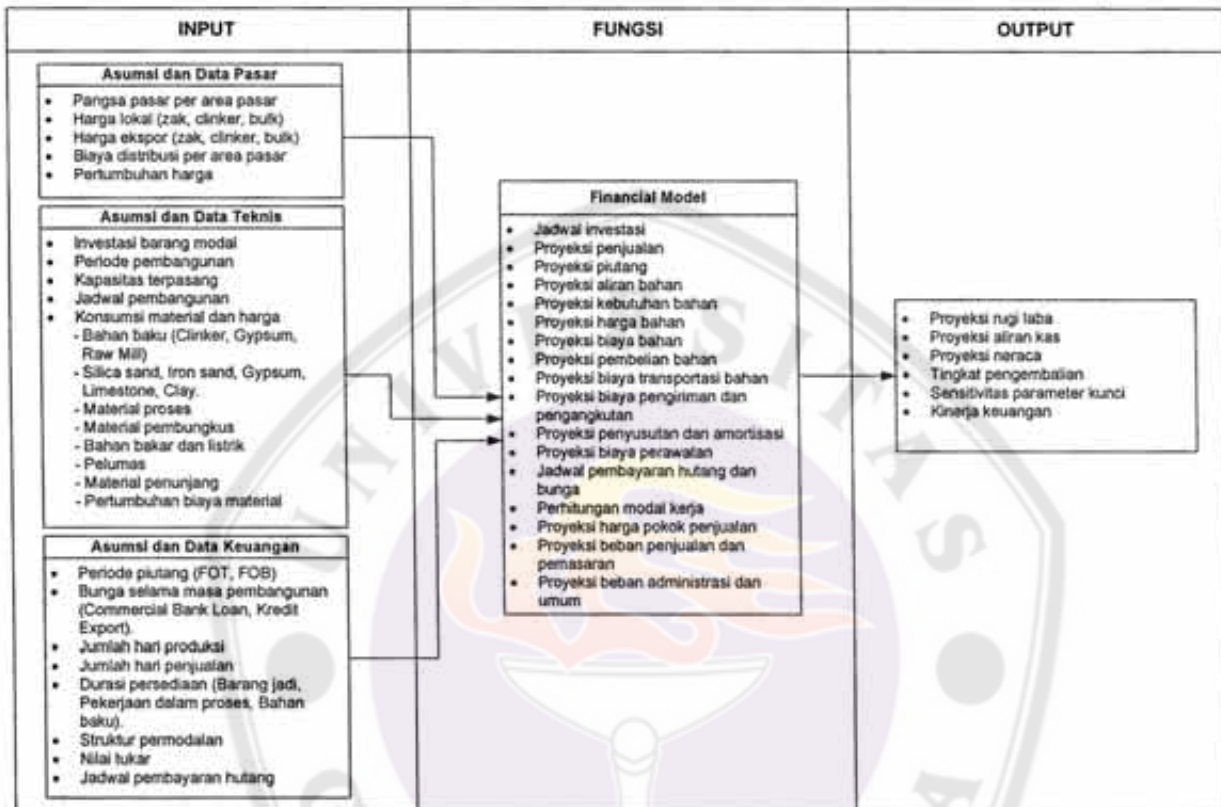 INPUT
FUNGSI
OUTPUT
Asumsi dan Data Pasar
• Pangsa pasar per area pasar
• Harga lokal (zak, clinker, bulk)
• Harga ekspor (zak, clinker, bulk)
• Biaya distribusi per area pasar
• Pertumbuhan harga
Asumsi dan Data Teknis
• Investasi barang modal
• Periode pembangunan
• Kapasitas terpasang
• Jadwal pembangunan
• Konsumsi material dan harga
- Bahan baku (Clinker, Gypsum,
Raw Mill)
- Silica sand, Iron sand, Gypsum,
Limestone, Clay.
- Material proses
- Material pembungkus
- Bahan bakar dan listrik
- Pelumas
- Material penunjang
- Pertumbuhan biaya material
Asumsi dan Data Keuangan
• Periode piutang (FOT, FOB)
• Bunga selama masa pembangunan
(Commercial Bank Loan, Kredit
Export).
• Jumlah hari produksi
• Jumlah hari penjualan
• Durasi persediaan (Barang jadi,
Pekerjaan dalam proses, Bahan
baku).
• Struktur permodalan
• Nilai tukar
• Jadwal pembayaran hutang
Financial Model
• Jadwal investasi
• Proyeksi penjualan
• Proyeksi piutang
• Proyeksi aliran bahan
• Proyeksi kebutuhan bahan
• Proyeksi harga bahan
• Proyeksi biaya bahan
• Proyeksi pembelian bahan
• Proyeksi biaya transportasi bahan
• Proyeksi biaya pengiriman dan
pengangkutan
• Proyeksi penyusutan dan amortisasi
• Proyeksi biaya perawatan
• Jadwal pembayaran hutang dan
bunga
• Perhitungan modal kerja
• Proyeksi harga pokok penjualan
• Proyeksi beban penjualan dan
pemasaran
• Proyeksi beban administrasi dan
umum
• Proyeksi rugi laba
• Proyeksi aliran kas
• Proyeksi neraca
• Tingkat pengembalian
• Sensitivitas parameter kunci
• Kinerja keuangan
UNIVERSITAS